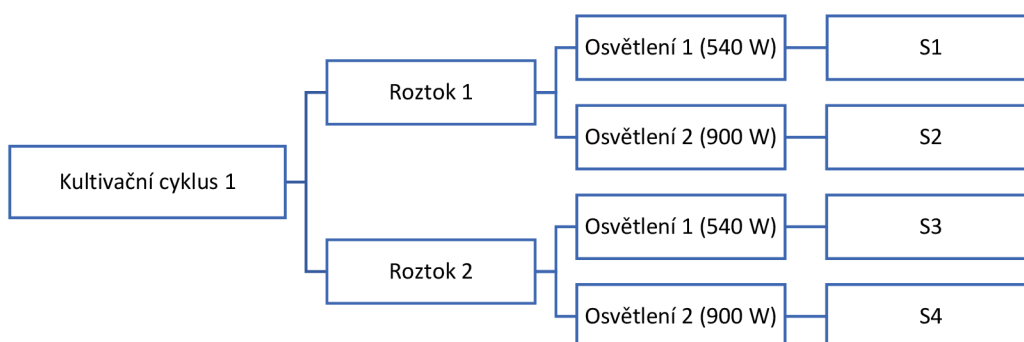 Kultivační cyklus 1
Roztok 1
Osvětlení 1 (540 W)
S1
Osvětlení 2 (900 W)
S2
Roztok 2
Osvětlení 1 (540 W)
S3
Osvětlení 2 (900 W)
S4